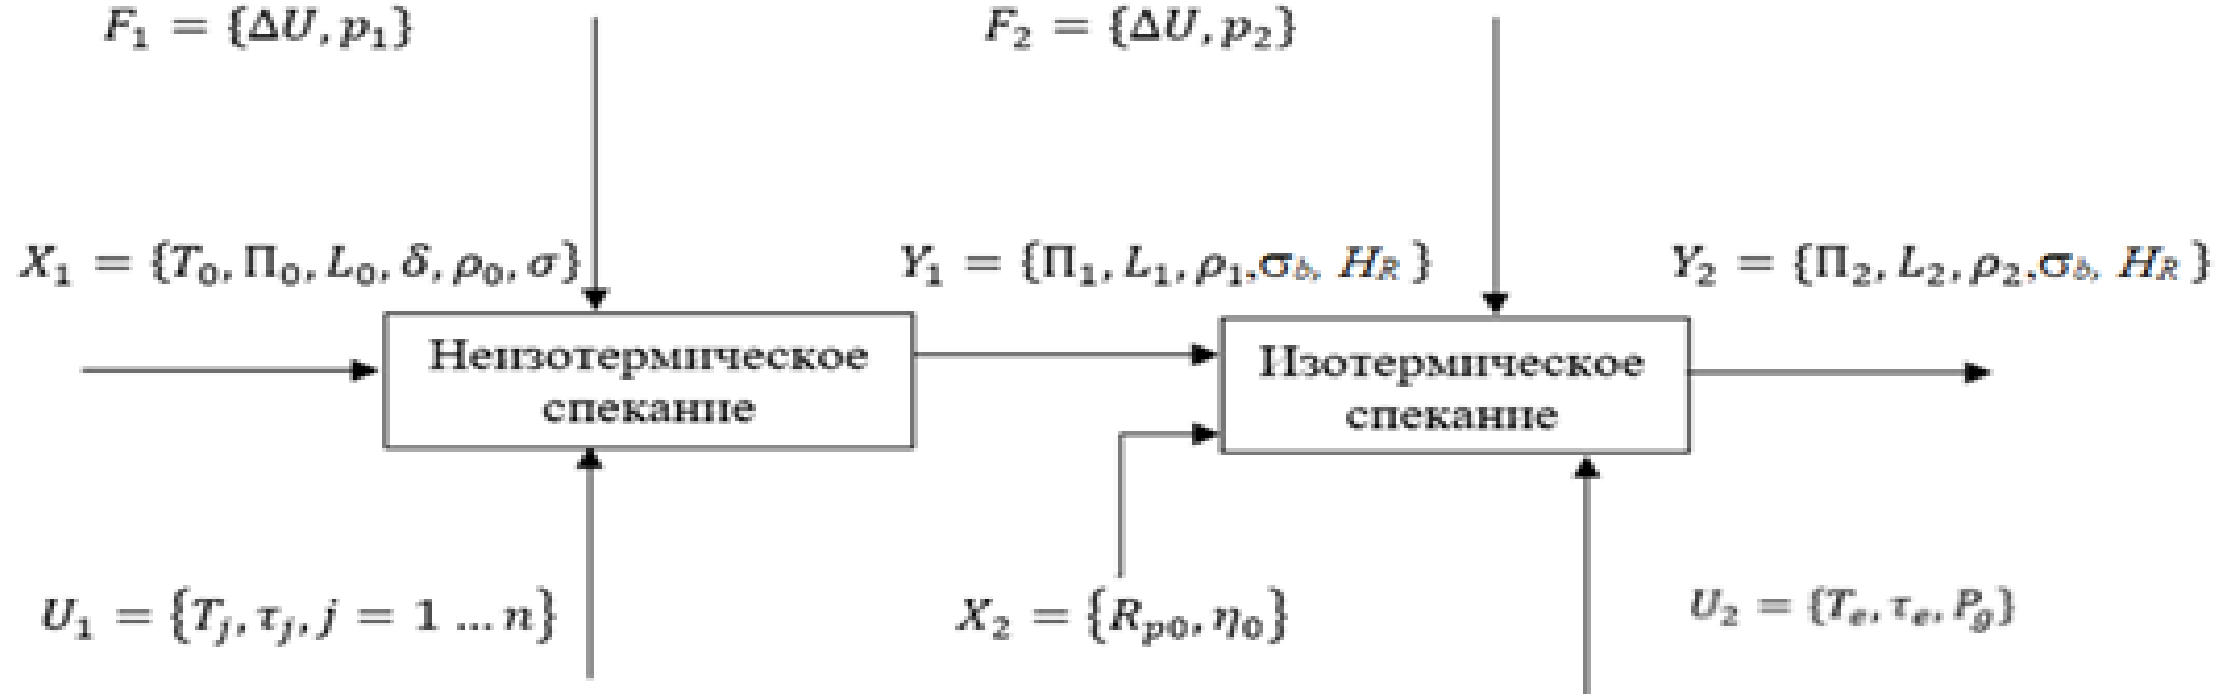 F₁ = {ΔU, p₁}
F₂ = {ΔU, p₂}
X₁ = {T₀, Π₀, L₀, δ, ρ₀, σ}
Y₁ = {Π₁, L₁, ρ₁,σb, HR }
Y₂ = {Π₂, L₂, ρ₂,σb, HR }
Неизотермическое
спекание
Изотермическое
спекание
U₁ = {Tⱼ, τⱼ, j = 1 … n}
X₂ = {Rp0, η₀}
U₂ = {Tₑ, τₑ, Pg}